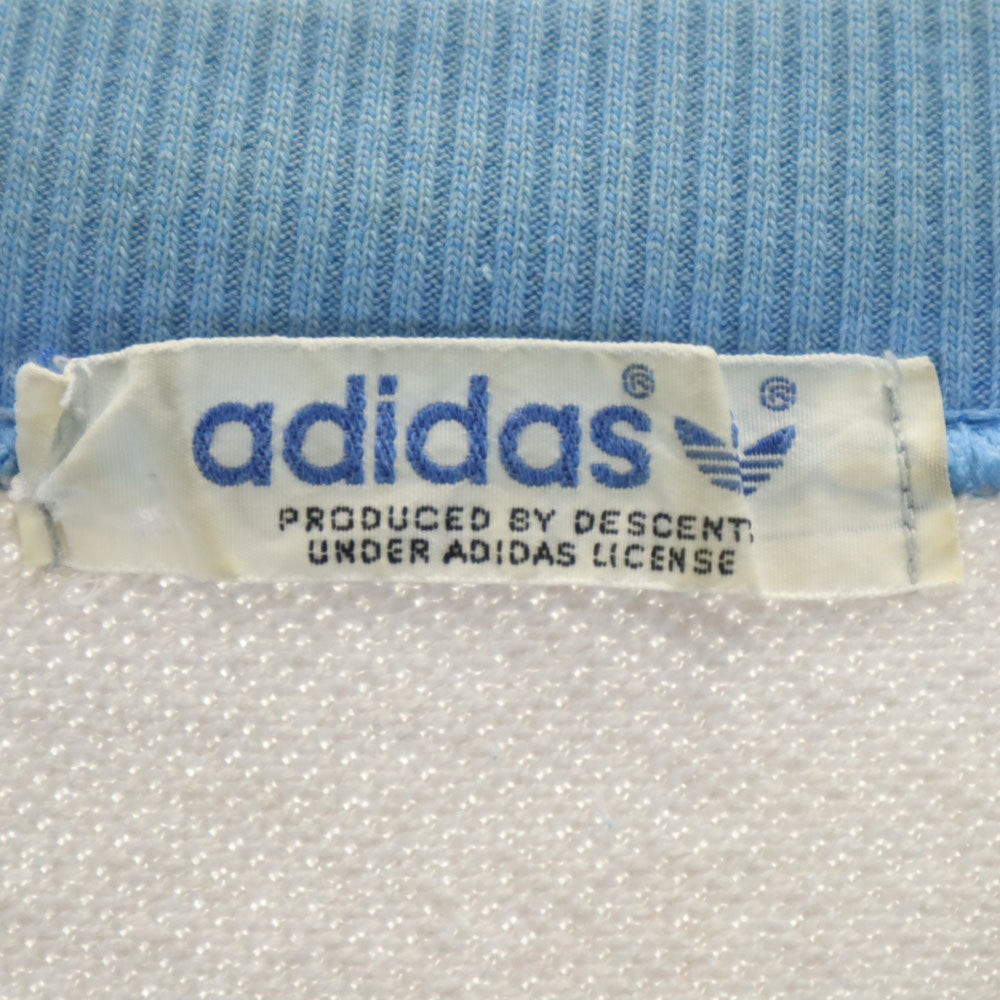 adidas®
®
PRODUCED BY DESCENT
UNDER ADIDAS LICENSE